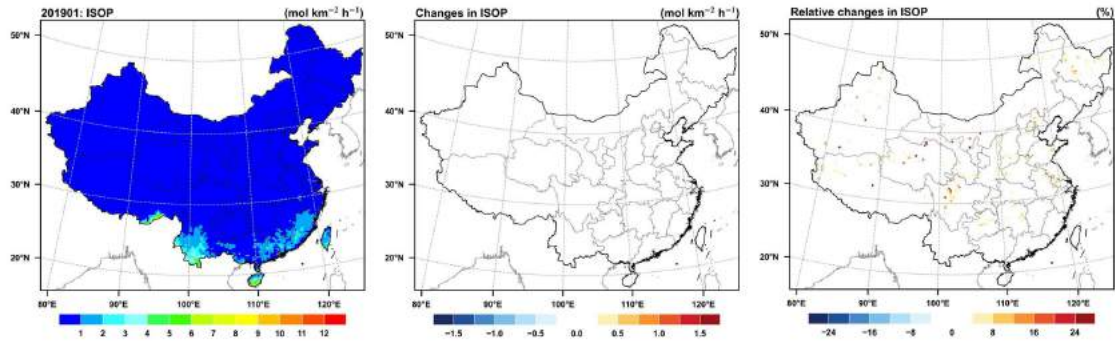 201901: ISOP (mol km⁻² h⁻¹)
50°N
40°N
30°N
20°N
80°E 90°E 100°E 110°E 120°E
1 2 3 4 5 6 7 8 9 10 11 12
Changes in ISOP (mol km⁻² h⁻¹)
50°N
40°N
30°N
20°N
80°E 90°E 100°E 110°E 120°E
−1.5 −1.0 −0.5 0.0 0.5 1.0 1.5
Relative changes in ISOP (%)
50°N
40°N
30°N
20°N
80°E 90°E 100°E 110°E 120°E
−24 −16 −8 0 8 16 24